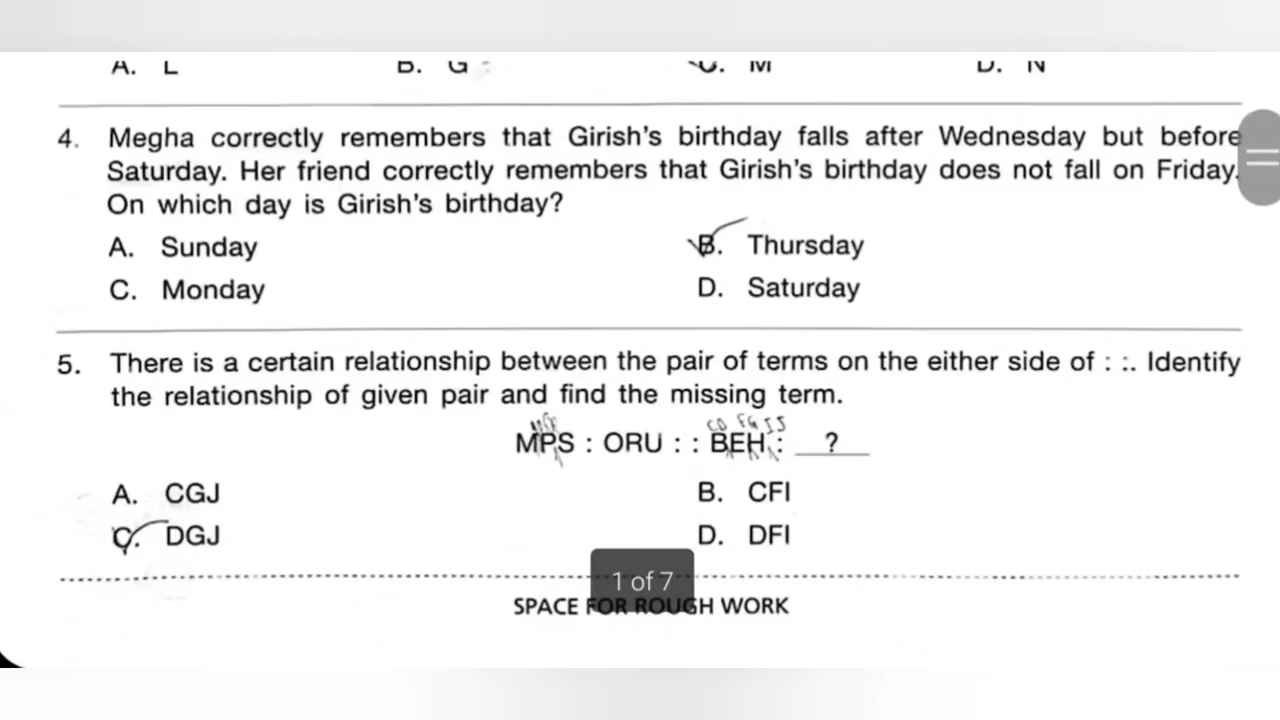 A. L B. G C. M D. N
4. Megha correctly remembers that Girish's birthday falls after Wednesday but before
Saturday. Her friend correctly remembers that Girish's birthday does not fall on Friday.
On which day is Girish's birthday?
A. Sunday B. Thursday
C. Monday D. Saturday
5. There is a certain relationship between the pair of terms on the either side of : :. Identify
the relationship of given pair and find the missing term.
CD FG IJ
MPS : ORU : : BEH : ?
A. CGJ B. CFI
C. DGJ D. DFI
1 of 7
SPACE FOR ROUGH WORK